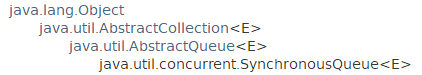 java.lang.Object
java.util.AbstractCollection<E>
java.util.AbstractQueue<E>
java.util.concurrent.SynchronousQueue<E>